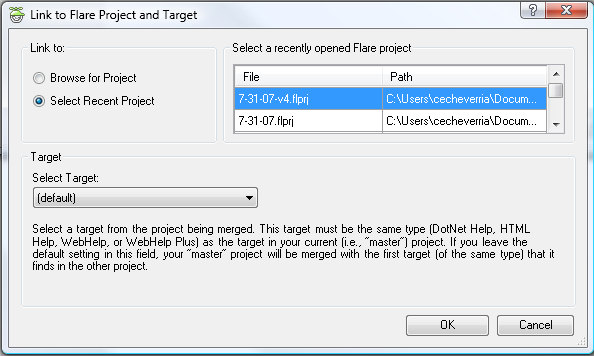 Link to Flare Project and Target
Link to:
Browse for Project
Select Recent Project
Select a recently opened Flare project
File Path
7-31-07-v4.flprj C:\Users\cecheverria\Docum...
7-31-07.flprj C:\Users\cecheverria\Docum...
Target
Select Target:
(default)
Select a target from the project being merged. This target must be the same type (DotNet Help, HTML
Help, WebHelp, or WebHelp Plus) as the target in your current (i.e., "master") project. If you leave the
default setting in this field, your "master" project will be merged with the first target (of the same type) that it
finds in the other project.
OK Cancel